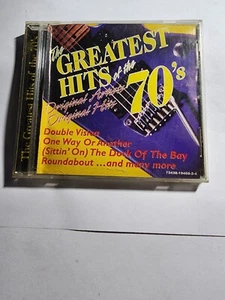 The
GREATEST
HITS of the
70's
Original Artists
Original Hits
Double Vision
One Way Or Another
(Sittin' On) The Dock Of The Bay
Roundabout ...and many more
The Greatest Hits of the 70's